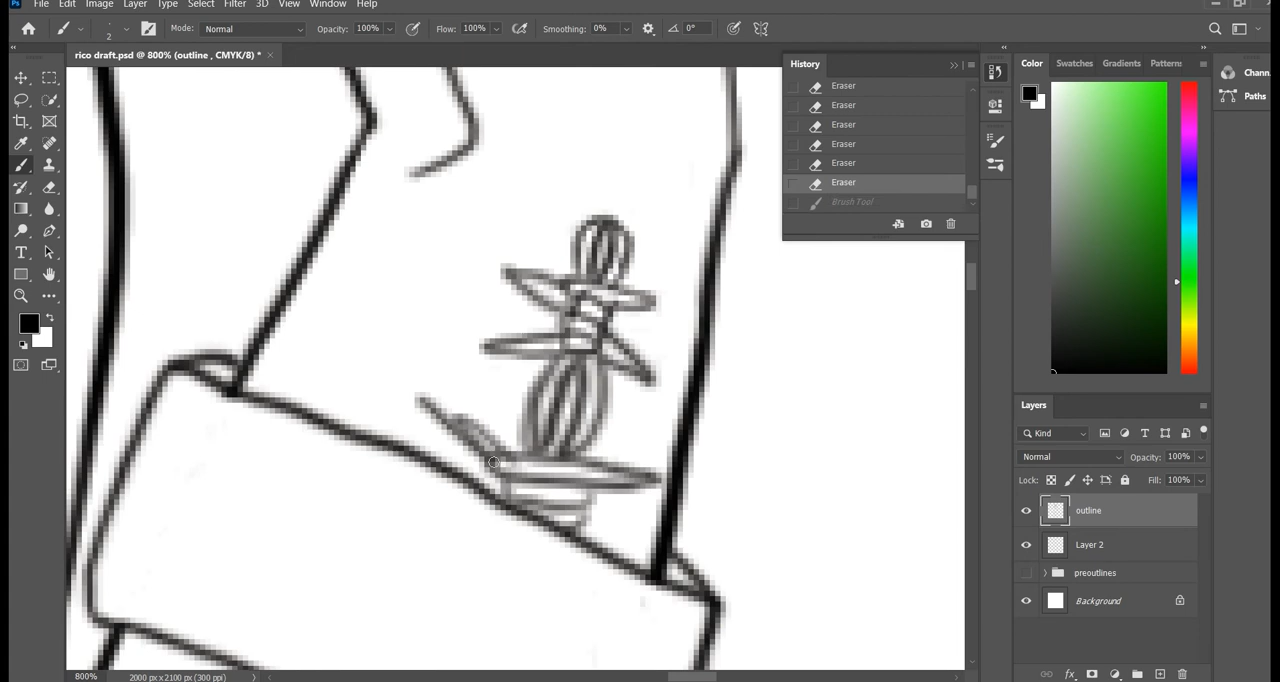 File Edit Image Layer Type Select Filter 3D View Window Help
2 Mode: Normal Opacity: 100% Flow: 100% Smoothing: 0% 0°
rico draft.psd @ 800% (outline , CMYK/8) *
History
Eraser
Eraser
Eraser
Eraser
Eraser
Eraser
Brush Tool
Color Swatches Gradients Patterns
Chann
Paths
Layers
Kind
Normal Opacity: 100%
Lock: Fill: 100%
outline
Layer 2
preoutlines
Background
800% 2000 px x 2100 px (300 ppi)